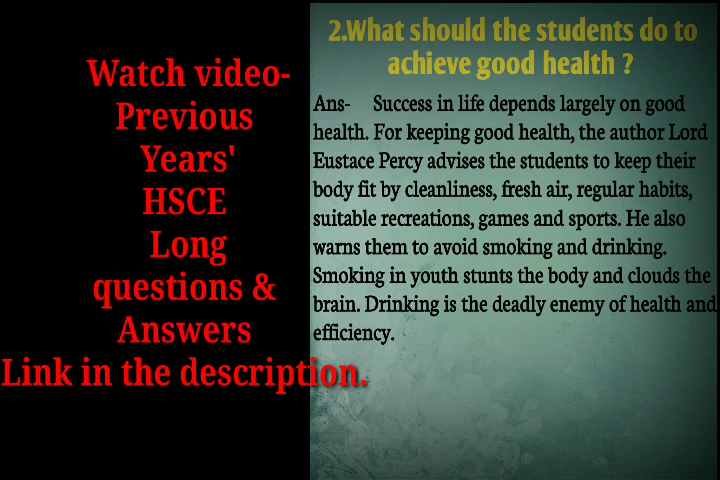 Watch video-
Previous
Years'
HSCE
Long
questions &
Answers
Link in the description.
2.What should the students do to
achieve good health ?
Ans- Success in life depends largely on good
health. For keeping good health, the author Lord
Eustace Percy advises the students to keep their
body fit by cleanliness, fresh air, regular habits,
suitable recreations, games and sports. He also
warns them to avoid smoking and drinking.
Smoking in youth stunts the body and clouds the
brain. Drinking is the deadly enemy of health and
efficiency.